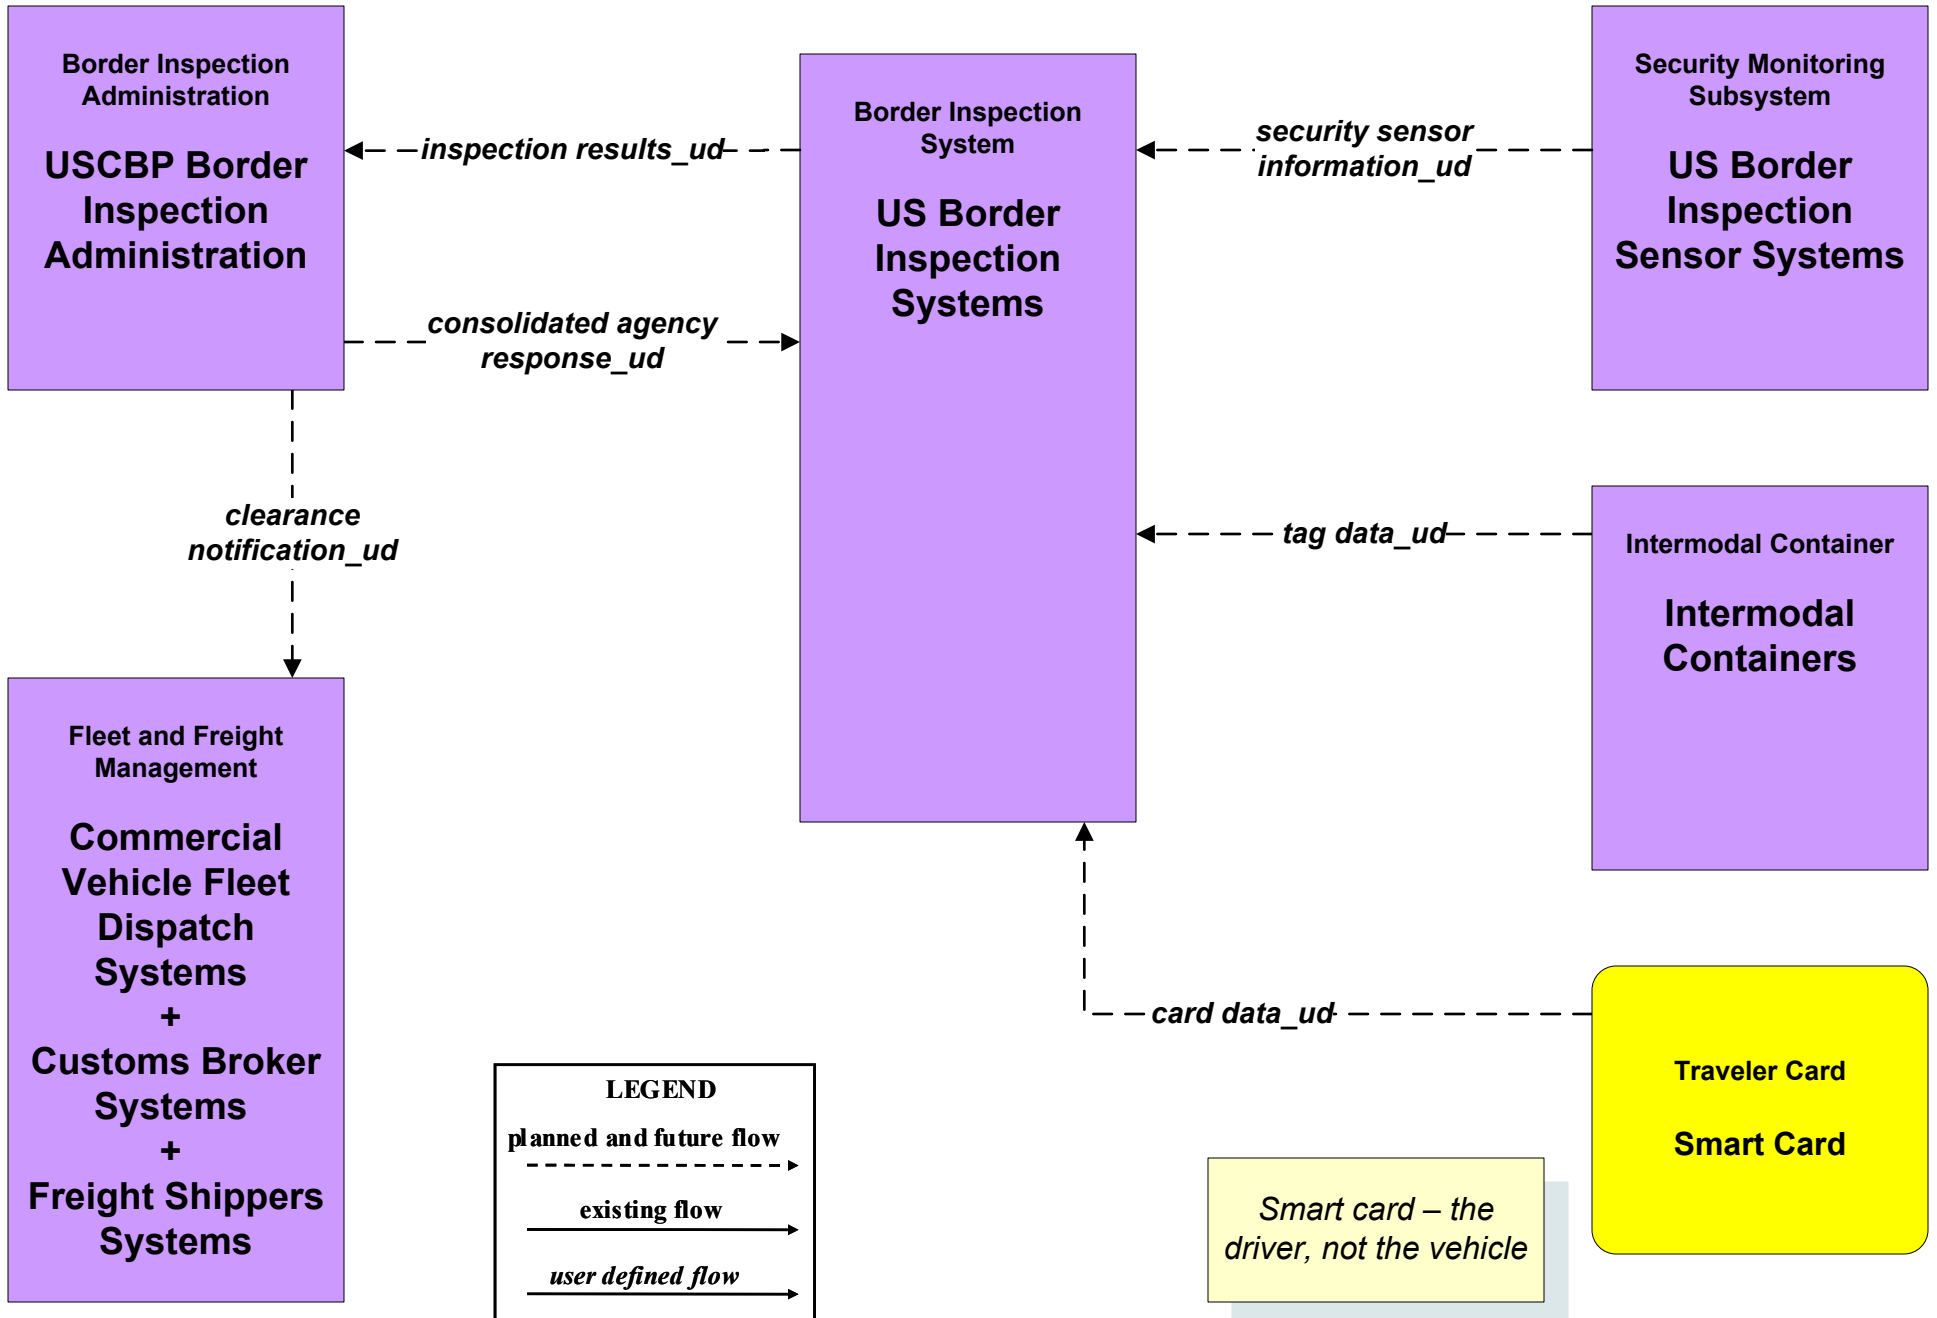 Border Inspection
Administration
USCBP Border
Inspection
Administration
inspection results_ud
consolidated agency
response_ud
Border Inspection
System
US Border
Inspection
Systems
security sensor
information_ud
Security Monitoring
Subsystem
US Border
Inspection
Sensor Systems
clearance
notification_ud
tag data_ud
Intermodal Container
Intermodal
Containers
Fleet and Freight
Management
Commercial
Vehicle Fleet
Dispatch
Systems
+
Customs Broker
Systems
+
Freight Shippers
Systems
card data_ud
Traveler Card
Smart Card
LEGEND
planned and future flow
existing flow
user defined flow
Smart card – the
driver, not the vehicle